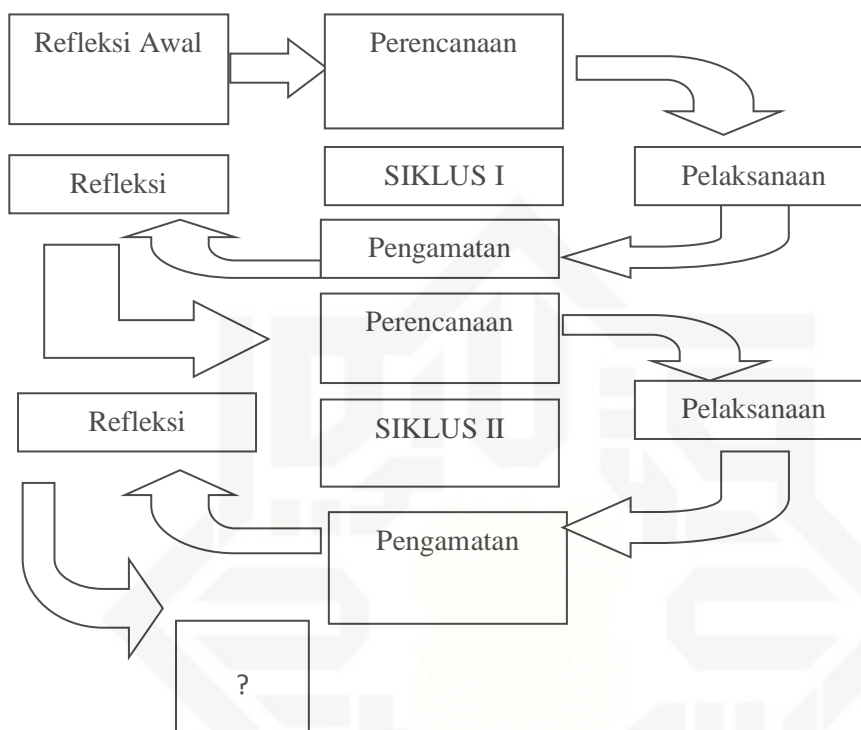 Refleksi Awal
Perencanaan
Refleksi
SIKLUS I
Pelaksanaan
Pengamatan
Perencanaan
Pelaksanaan
Refleksi
SIKLUS II
Pengamatan
?